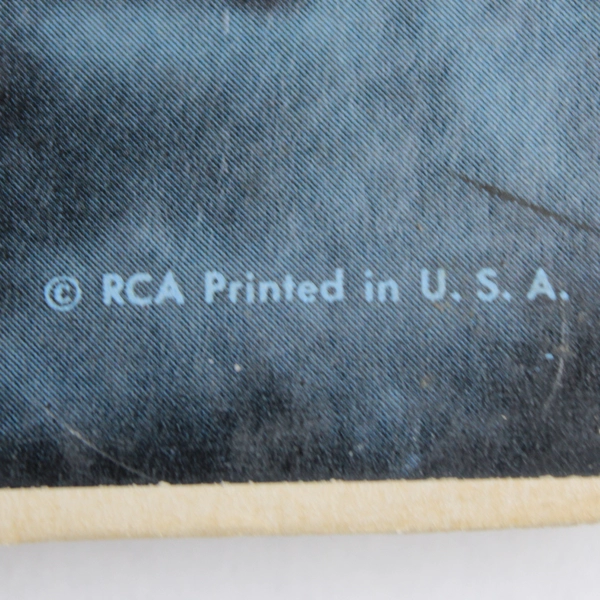 © RCA Printed in U. S. A.